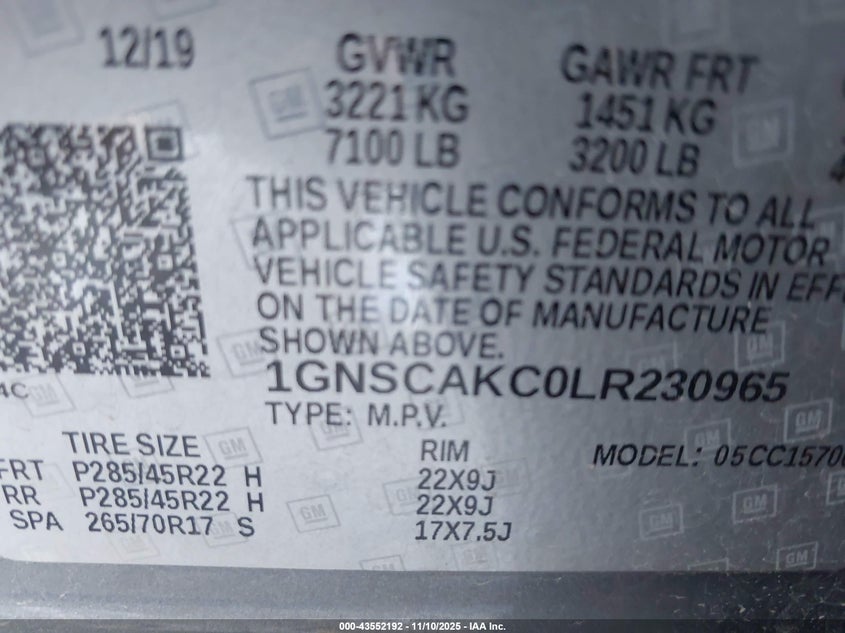 12/19 GVWR GAWR FRT
3221 KG 1451 KG
7100 LB 3200 LB
THIS VEHICLE CONFORMS TO ALL
APPLICABLE U.S. FEDERAL MOTOR
VEHICLE SAFETY STANDARDS IN EFF
ON THE DATE OF MANUFACTURE
SHOWN ABOVE.
1GNSCAKC0LR230965
4C
TYPE: M.P.V.
TIRE SIZE RIM MODEL: 05CC1570
FRT P285/45R22 H 22X9J
RR P285/45R22 H 22X9J
SPA 265/70R17 S 17X7.5J
GM
000-43552192 - 11/10/2025 - IAA Inc.